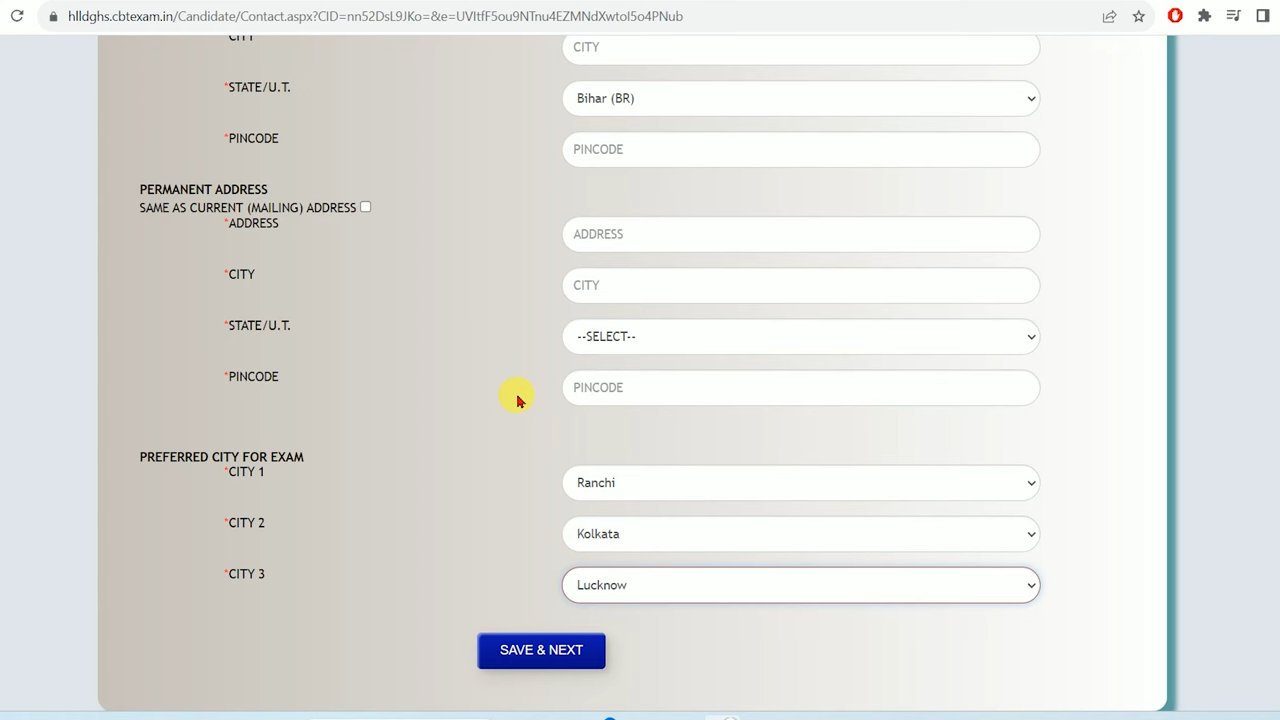 hlldghs.cbtexam.in/Candidate/Contact.aspx?CID=nn52DsL9JKo=&e=UVItfF5ou9NTnu4EZMNdXwtoI5o4PNub
CITY
CITY
*STATE/U.T.
Bihar (BR)
*PINCODE
PINCODE
PERMANENT ADDRESS
SAME AS CURRENT (MAILING) ADDRESS
*ADDRESS
ADDRESS
*CITY
CITY
*STATE/U.T.
--SELECT--
*PINCODE
PINCODE
PREFERRED CITY FOR EXAM
*CITY 1
Ranchi
*CITY 2
Kolkata
*CITY 3
Lucknow
SAVE & NEXT